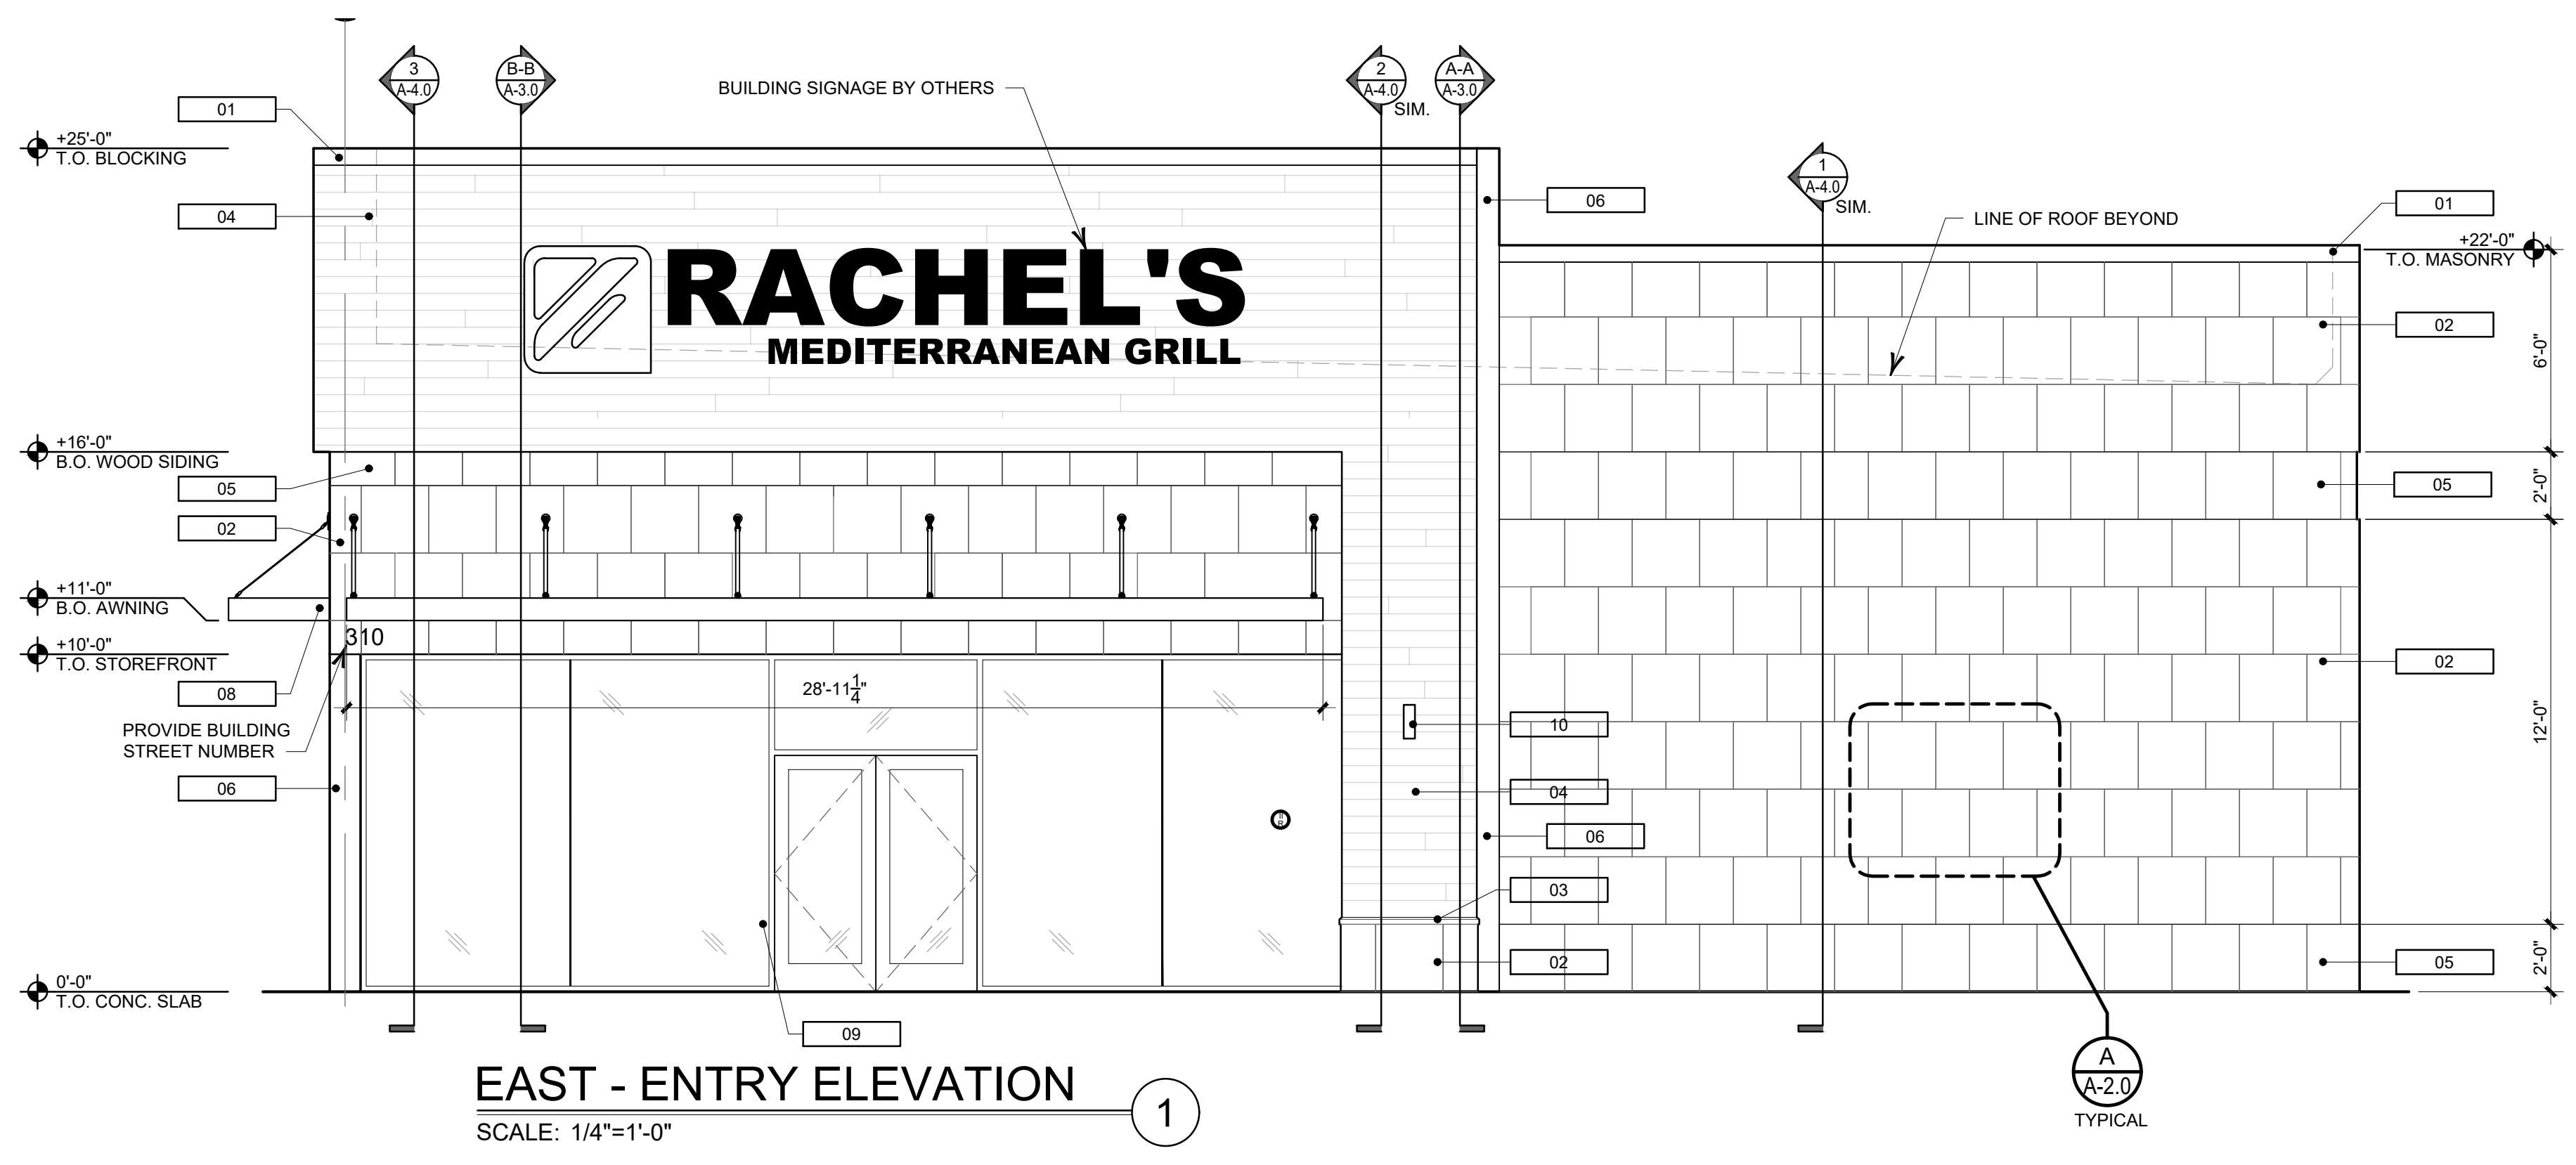 3
A-4.0
B-B
A-3.0
BUILDING SIGNAGE BY OTHERS
2
A-4.0
SIM.
A-A
A-3.0
01
+25'-0"
T.O. BLOCKING
1
A-4.0
SIM.
04
06
LINE OF ROOF BEYOND
01
+22'-0"
T.O. MASONRY
RACHEL'S
MEDITERRANEAN GRILL
02
6'-0"
+16'-0"
B.O. WOOD SIDING
05
05
2'-0"
02
+11'-0"
B.O. AWNING
310
+10'-0"
T.O. STOREFRONT
02
08
28'-11 1/4"
PROVIDE BUILDING
STREET NUMBER
10
12'-0"
06
04
06
03
02
05
2'-0"
0'-0"
T.O. CONC. SLAB
09
EAST - ENTRY ELEVATION
1
SCALE: 1/4"=1'-0"
A
A-2.0
TYPICAL